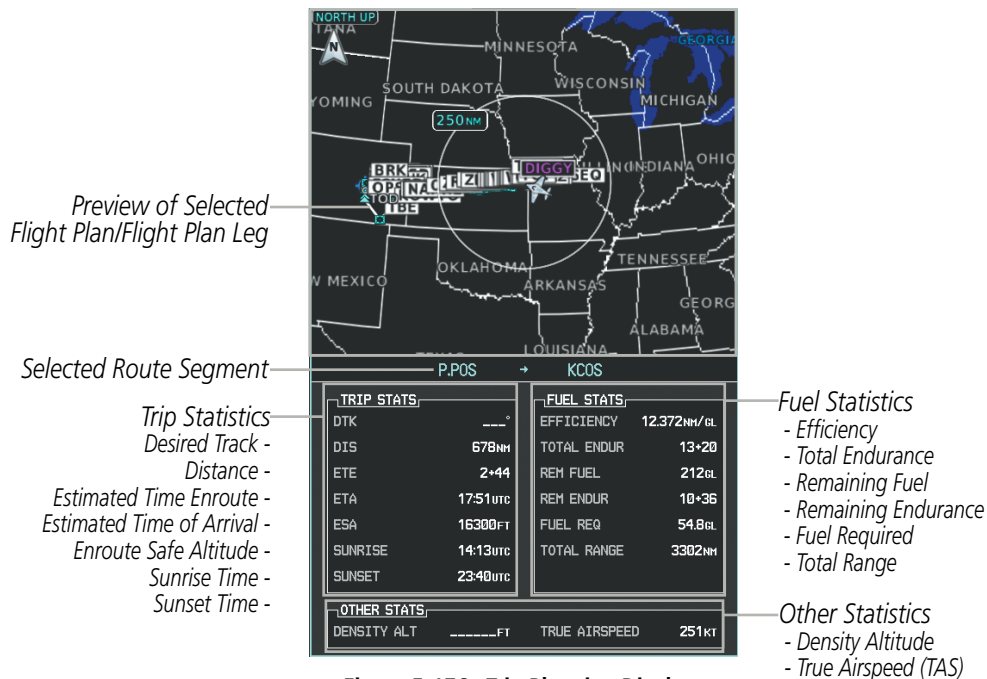 NORTH UP
TANA
N
MINNESOTA
GEORGIA
SOUTH DAKOTA
WISCONSIN
YOMING
MICHIGAN
250NM
OHIO
INDIANA
BRK
DIGGY
SEQ
OPA
NA
Z
TOD
TBE
Preview of Selected
Flight Plan/Flight Plan Leg
OKLAHOMA
TENNESSEE
W MEXICO
ARKANSAS
GEORG
ALABAMA
LOUISIANA
Selected Route Segment
P.POS → KCOS
TRIP STATS
DTK ___°
DIS 678NM
ETE 2+44
ETA 17:51UTC
ESA 16300FT
SUNRISE 14:13UTC
SUNSET 23:40UTC
FUEL STATS
EFFICIENCY 12.372NM/GL
TOTAL ENDUR 13+20
REM FUEL 212GL
REM ENDUR 10+36
FUEL REQ 54.8GL
TOTAL RANGE 3302NM
OTHER STATS
DENSITY ALT ______FT TRUE AIRSPEED 251KT
Trip Statistics
Desired Track -
Distance -
Estimated Time Enroute -
Estimated Time of Arrival -
Enroute Safe Altitude -
Sunrise Time -
Sunset Time -
Fuel Statistics
- Efficiency
- Total Endurance
- Remaining Fuel
- Remaining Endurance
- Fuel Required
- Total Range
Other Statistics
- Density Altitude
- True Airspeed (TAS)